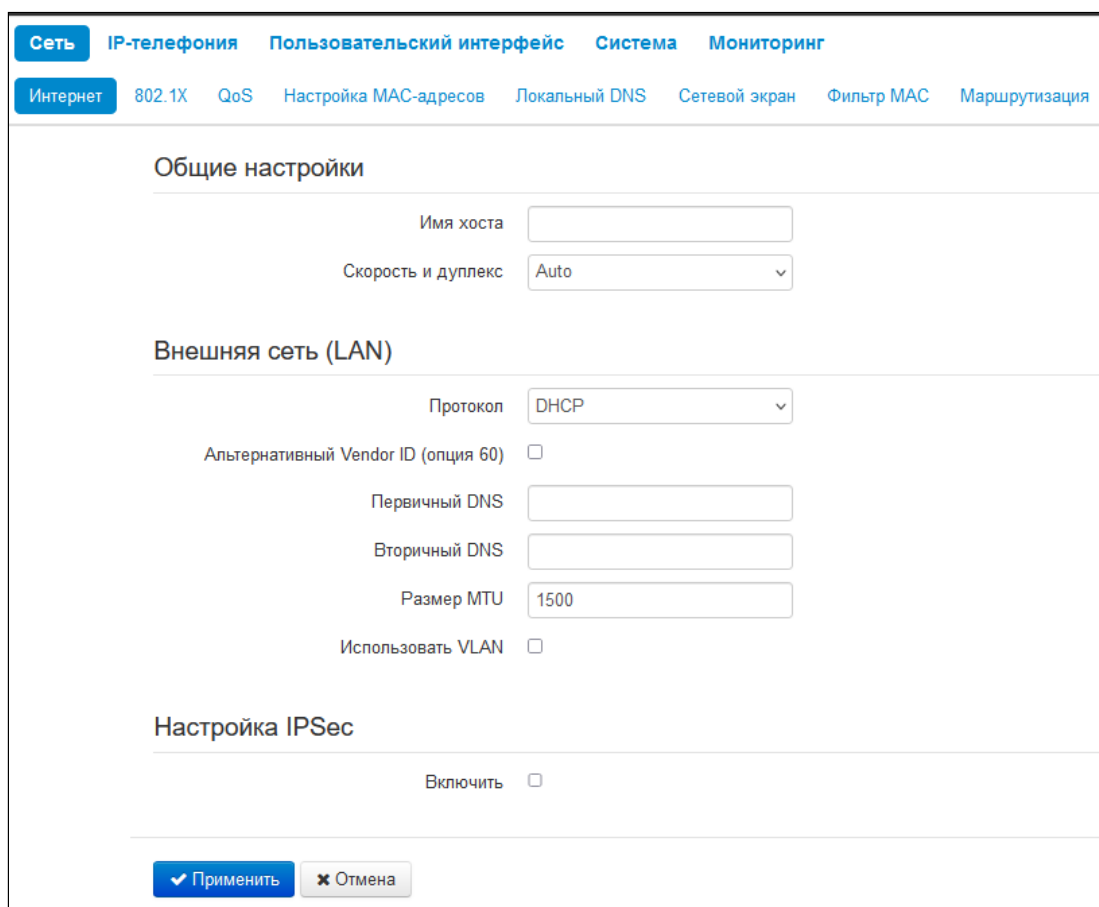 Сеть IP-телефония Пользовательский интерфейс Система Мониторинг
Интернет 802.1X QoS Настройка MAC-адресов Локальный DNS Сетевой экран Фильтр MAC Маршрутизация
Общие настройки
Имя хоста
Скорость и дуплекс Auto
Внешняя сеть (LAN)
Протокол DHCP
Альтернативный Vendor ID (опция 60)
Первичный DNS
Вторичный DNS
Размер MTU 1500
Использовать VLAN
Настройка IPSec
Включить
Применить Отмена